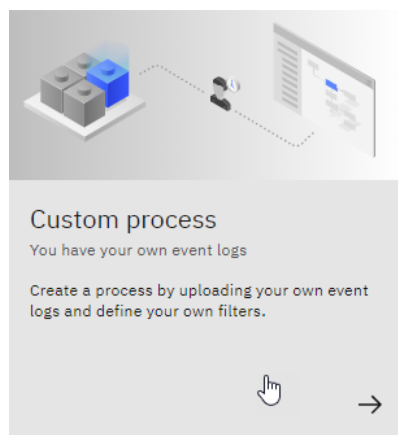 Custom process
You have your own event logs
Create a process by uploading your own event
logs and define your own filters.